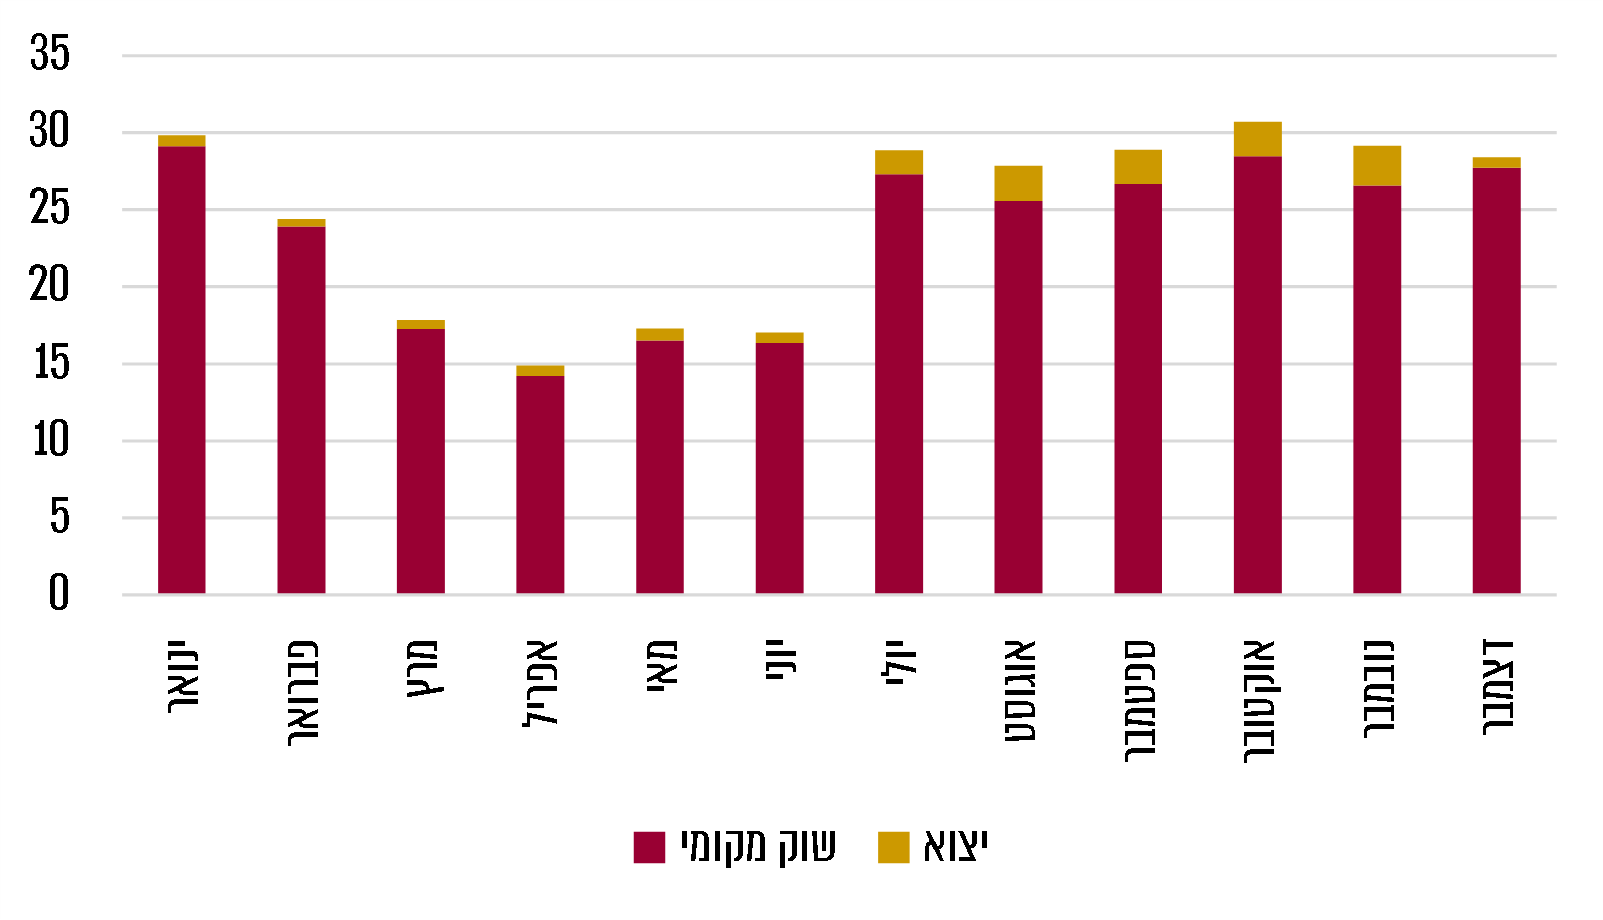 35
30
25
20
15
10
5
0
ינואר
פברואר
מרץ
אפריל
מאי
יוני
יולי
אוגוסט
ספטמבר
אוקטובר
נובמבר
דצמבר
שוק מקומי
יצוא